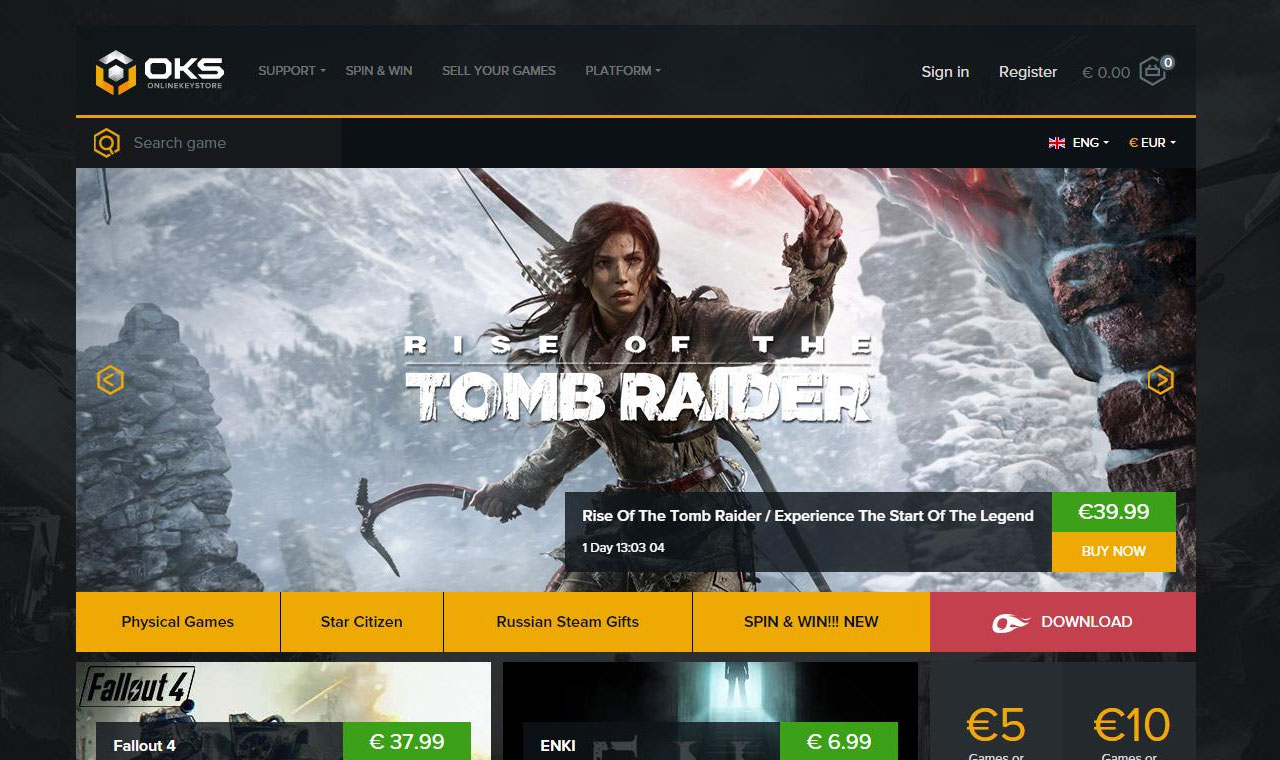 OKS
ONLINEKEYSTORE
SUPPORT
SPIN & WIN
SELL YOUR GAMES
PLATFORM
Sign in
Register
€ 0.00
0
Search game
ENG
€ EUR
RISE OF THE
TOMB RAIDER
Rise Of The Tomb Raider / Experience The Start Of The Legend
€39.99
1 Day 13:03 04
BUY NOW
Physical Games
Star Citizen
Russian Steam Gifts
SPIN & WIN!!! NEW
DOWNLOAD
Fallout 4
Fallout 4
€ 37.99
ENKI
€ 6.99
€5
€10
Games or
Games or